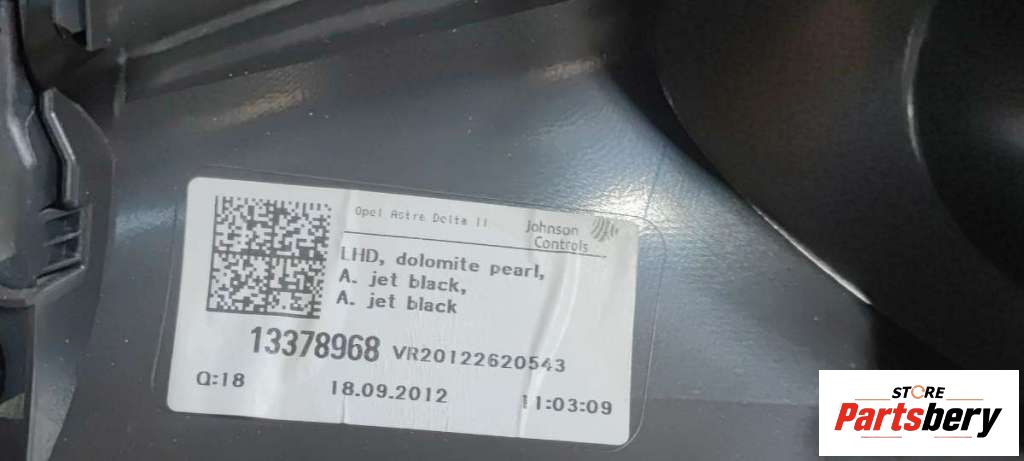 Opel Astra Delta II
Johnson Controls
LHD, dolomite pearl,
A. jet black,
A. jet black
13378968 VR20122620543
Q:18 18.09.2012 11:03:09
STORE
Partsbery